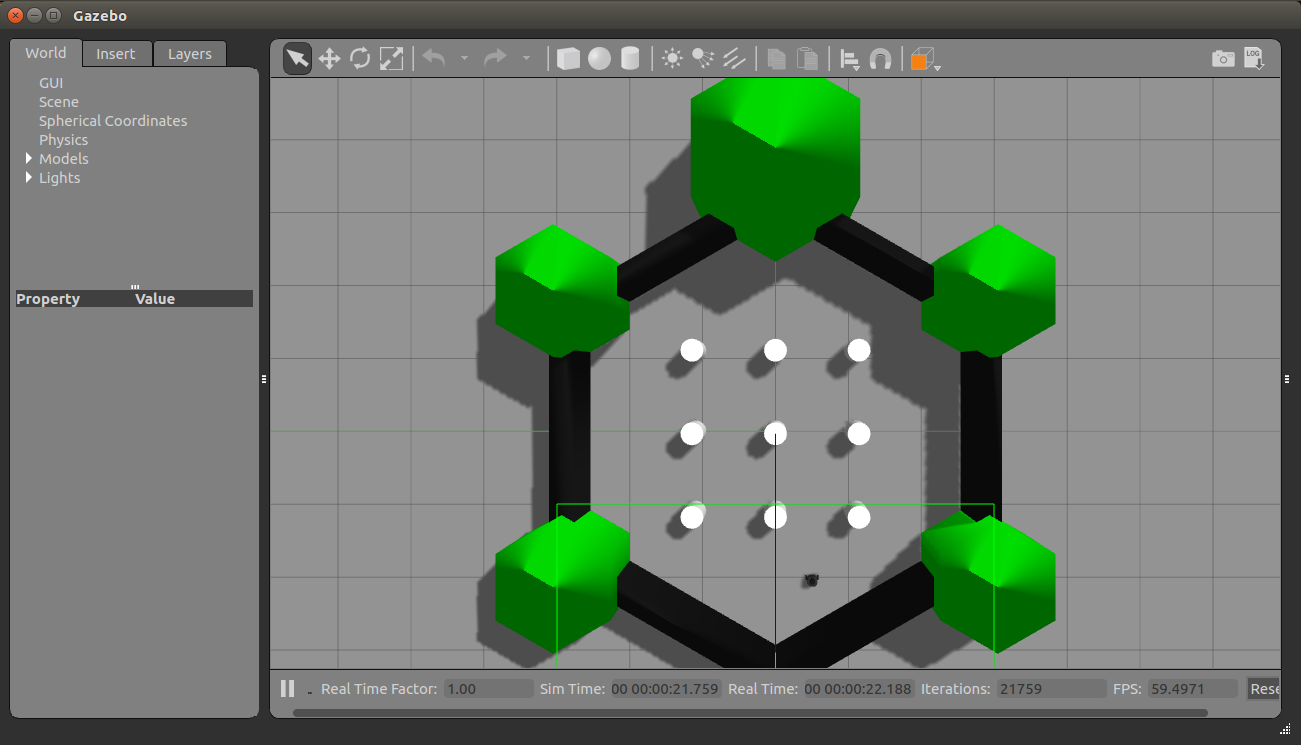 Gazebo
World Insert Layers
LOG
GUI
Scene
Spherical Coordinates
Physics
Models
Lights
Property Value
Real Time Factor: 1.00 Sim Time: 00 00:00:21.759 Real Time: 00 00:00:22.188 Iterations: 21759 FPS: 59.4971 Rese